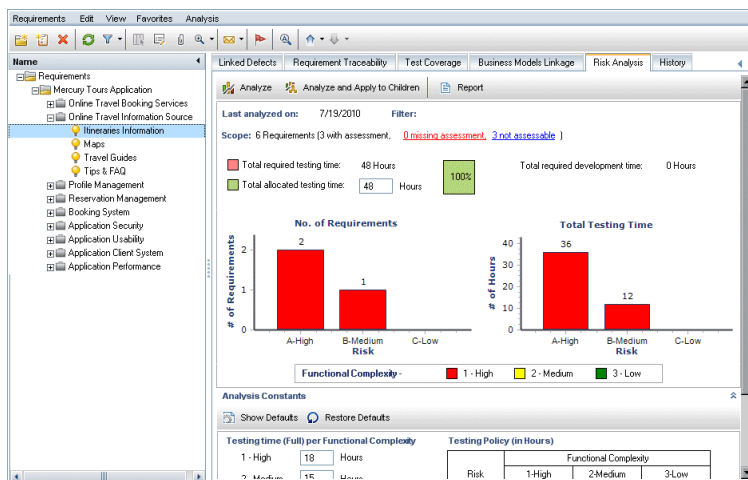 Requirements Edit View Favorites Analysis
Name
Requirements
Mercury Tours Application
Online Travel Booking Services
Online Travel Information Source
Itineraries Information
Maps
Travel Guides
Tips & FAQ
Profile Management
Reservation Management
Booking System
Application Security
Application Usability
Application Client System
Application Performance
Linked Defects Requirement Traceability Test Coverage Business Models Linkage Risk Analysis History
Analyze Analyze and Apply to Children Report
Last analyzed on: 7/19/2010 Filter:
Scope: 6 Requirements (3 with assessment, 0 missing assessment, 3 not assessable )
Total required testing time: 48 Hours 100% Total required development time: 0 Hours
Total allocated testing time: 48 Hours
No. of Requirements
# of Requirements
2
1
0
2
1
A-High B-Medium C-Low
Risk
Total Testing Time
# of Hours
40
30
20
10
0
36
12
A-High B-Medium C-Low
Risk
Functional Complexity - 1 - High 2 - Medium 3 - Low
Analysis Constants
Show Defaults Restore Defaults
Testing time (Full) per Functional Complexity
1 - High 18 Hours
2 - Medium 15 Hours
Testing Policy (in Hours)
Functional Complexity
Risk 1-High 2-Medium 3-Low